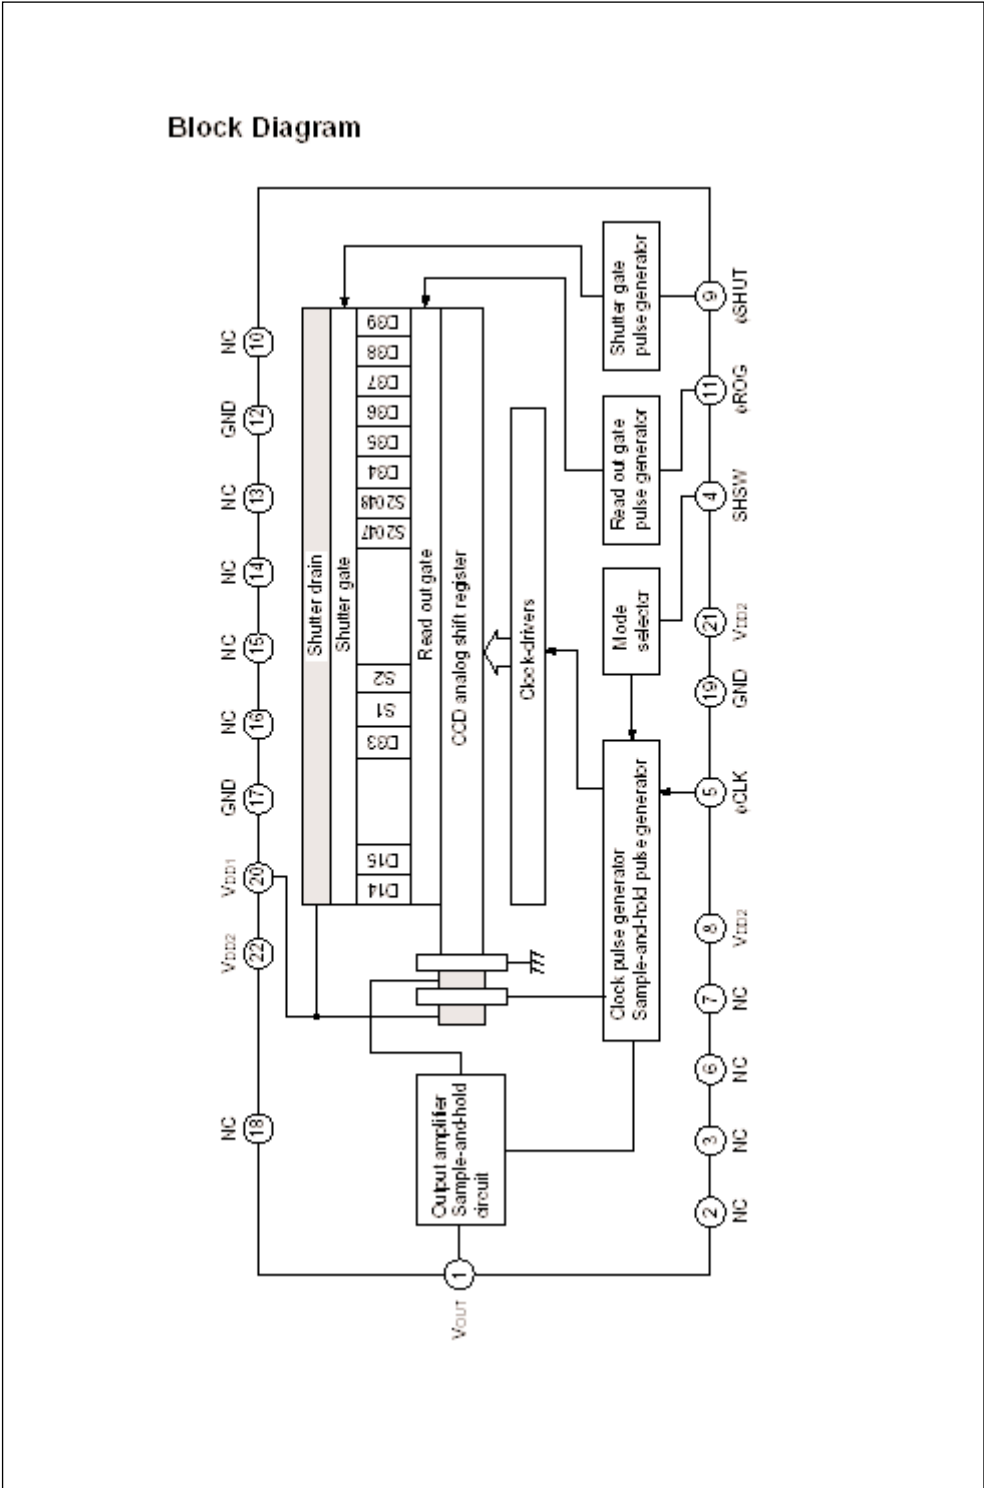 Block Diagram
NC
10
GND
12
NC
13
NC
14
NC
15
NC
16
GND
17
VDD1
20
VDD2
22
NC
18
Shutter drain
Shutter gate
D14
D15
D33
S1
S2
S2047
S2048
D34
D35
D36
D37
D38
D39
Read out gate
CCD analog shift register
Clock-drivers
Output amplifier
Sample-and-hold
circuit
Clock pulse generator
Sample-and-hold pulse generator
Mode
selector
Read out gate
pulse generator
Shutter gate
pulse generator
1
VOUT
2
NC
3
NC
6
NC
7
NC
8
VDD2
5
øCLK
19
GND
21
VDD2
4
SHSW
11
øROG
9
øSHUT